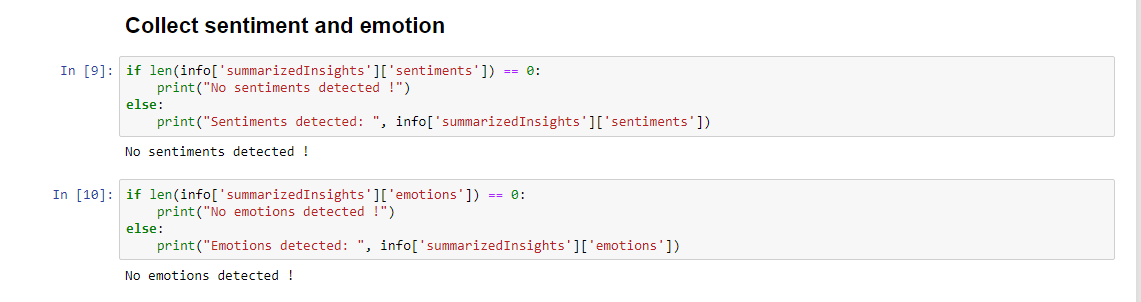 Collect sentiment and emotion
In [9]: if len(info['summarizedInsights']['sentiments']) == 0:
    print("No sentiments detected !")
else:
    print("Sentiments detected: ", info['summarizedInsights']['sentiments'])
No sentiments detected !
In [10]: if len(info['summarizedInsights']['emotions']) == 0:
    print("No emotions detected !")
else:
    print("Emotions detected: ", info['summarizedInsights']['emotions'])
No emotions detected !